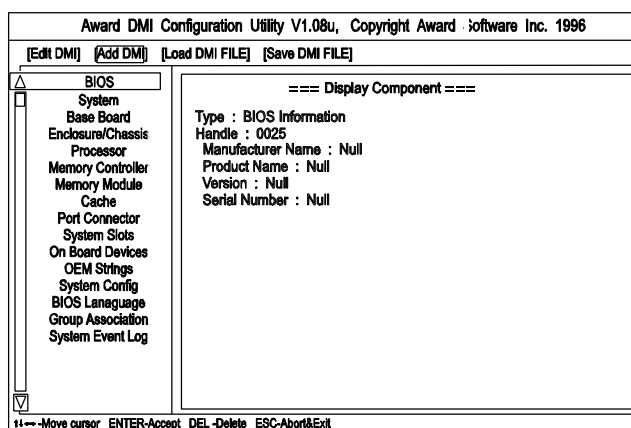 Award DMI Configuration Utility V1.08u, Copyright Award Software Inc. 1996
[Edit DMI] [Add DMI] [Load DMI FILE] [Save DMI FILE]
BIOS
System
Base Board
Enclosure/Chassis
Processor
Memory Controller
Memory Module
Cache
Port Connector
System Slots
On Board Devices
OEM Strings
System Config
BIOS Lanaguage
Group Association
System Event Log
=== Display Component ===
Type : BIOS Information
Handle : 0025
Manufacturer Name : Null
Product Name : Null
Version : Null
Serial Number : Null
↑↓←→ -Move cursor ENTER-Accept DEL -Delete ESC-Abort&Exit